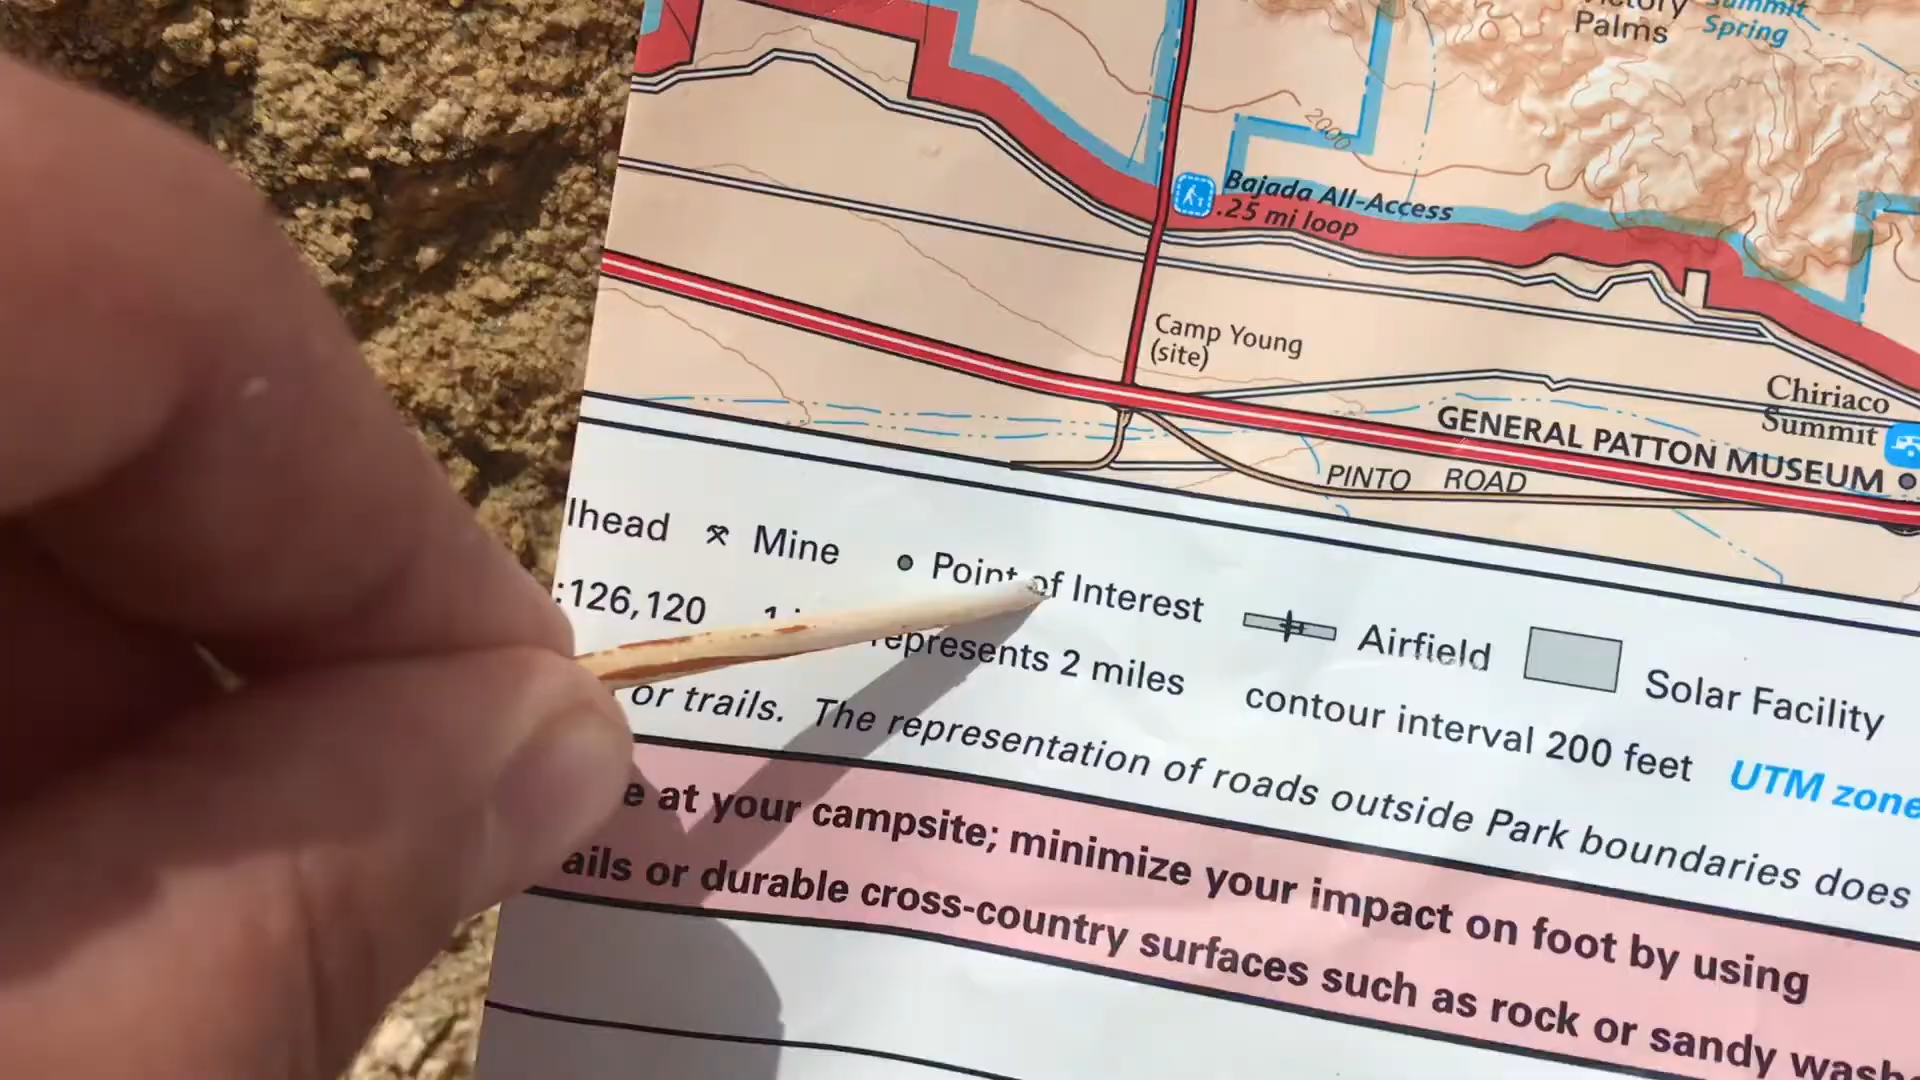 Palms
Summit
Spring
2000
Bajada All-Access
.25 mi loop
Camp Young
(site)
Chiriaco
Summit
GENERAL PATTON MUSEUM
PINTO ROAD
lhead Mine Point of Interest Airfield Solar Facility
:126,120 represents 2 miles contour interval 200 feet UTM zone
or trails. The representation of roads outside Park boundaries does
e at your campsite; minimize your impact on foot by using
ails or durable cross-country surfaces such as rock or sandy wash